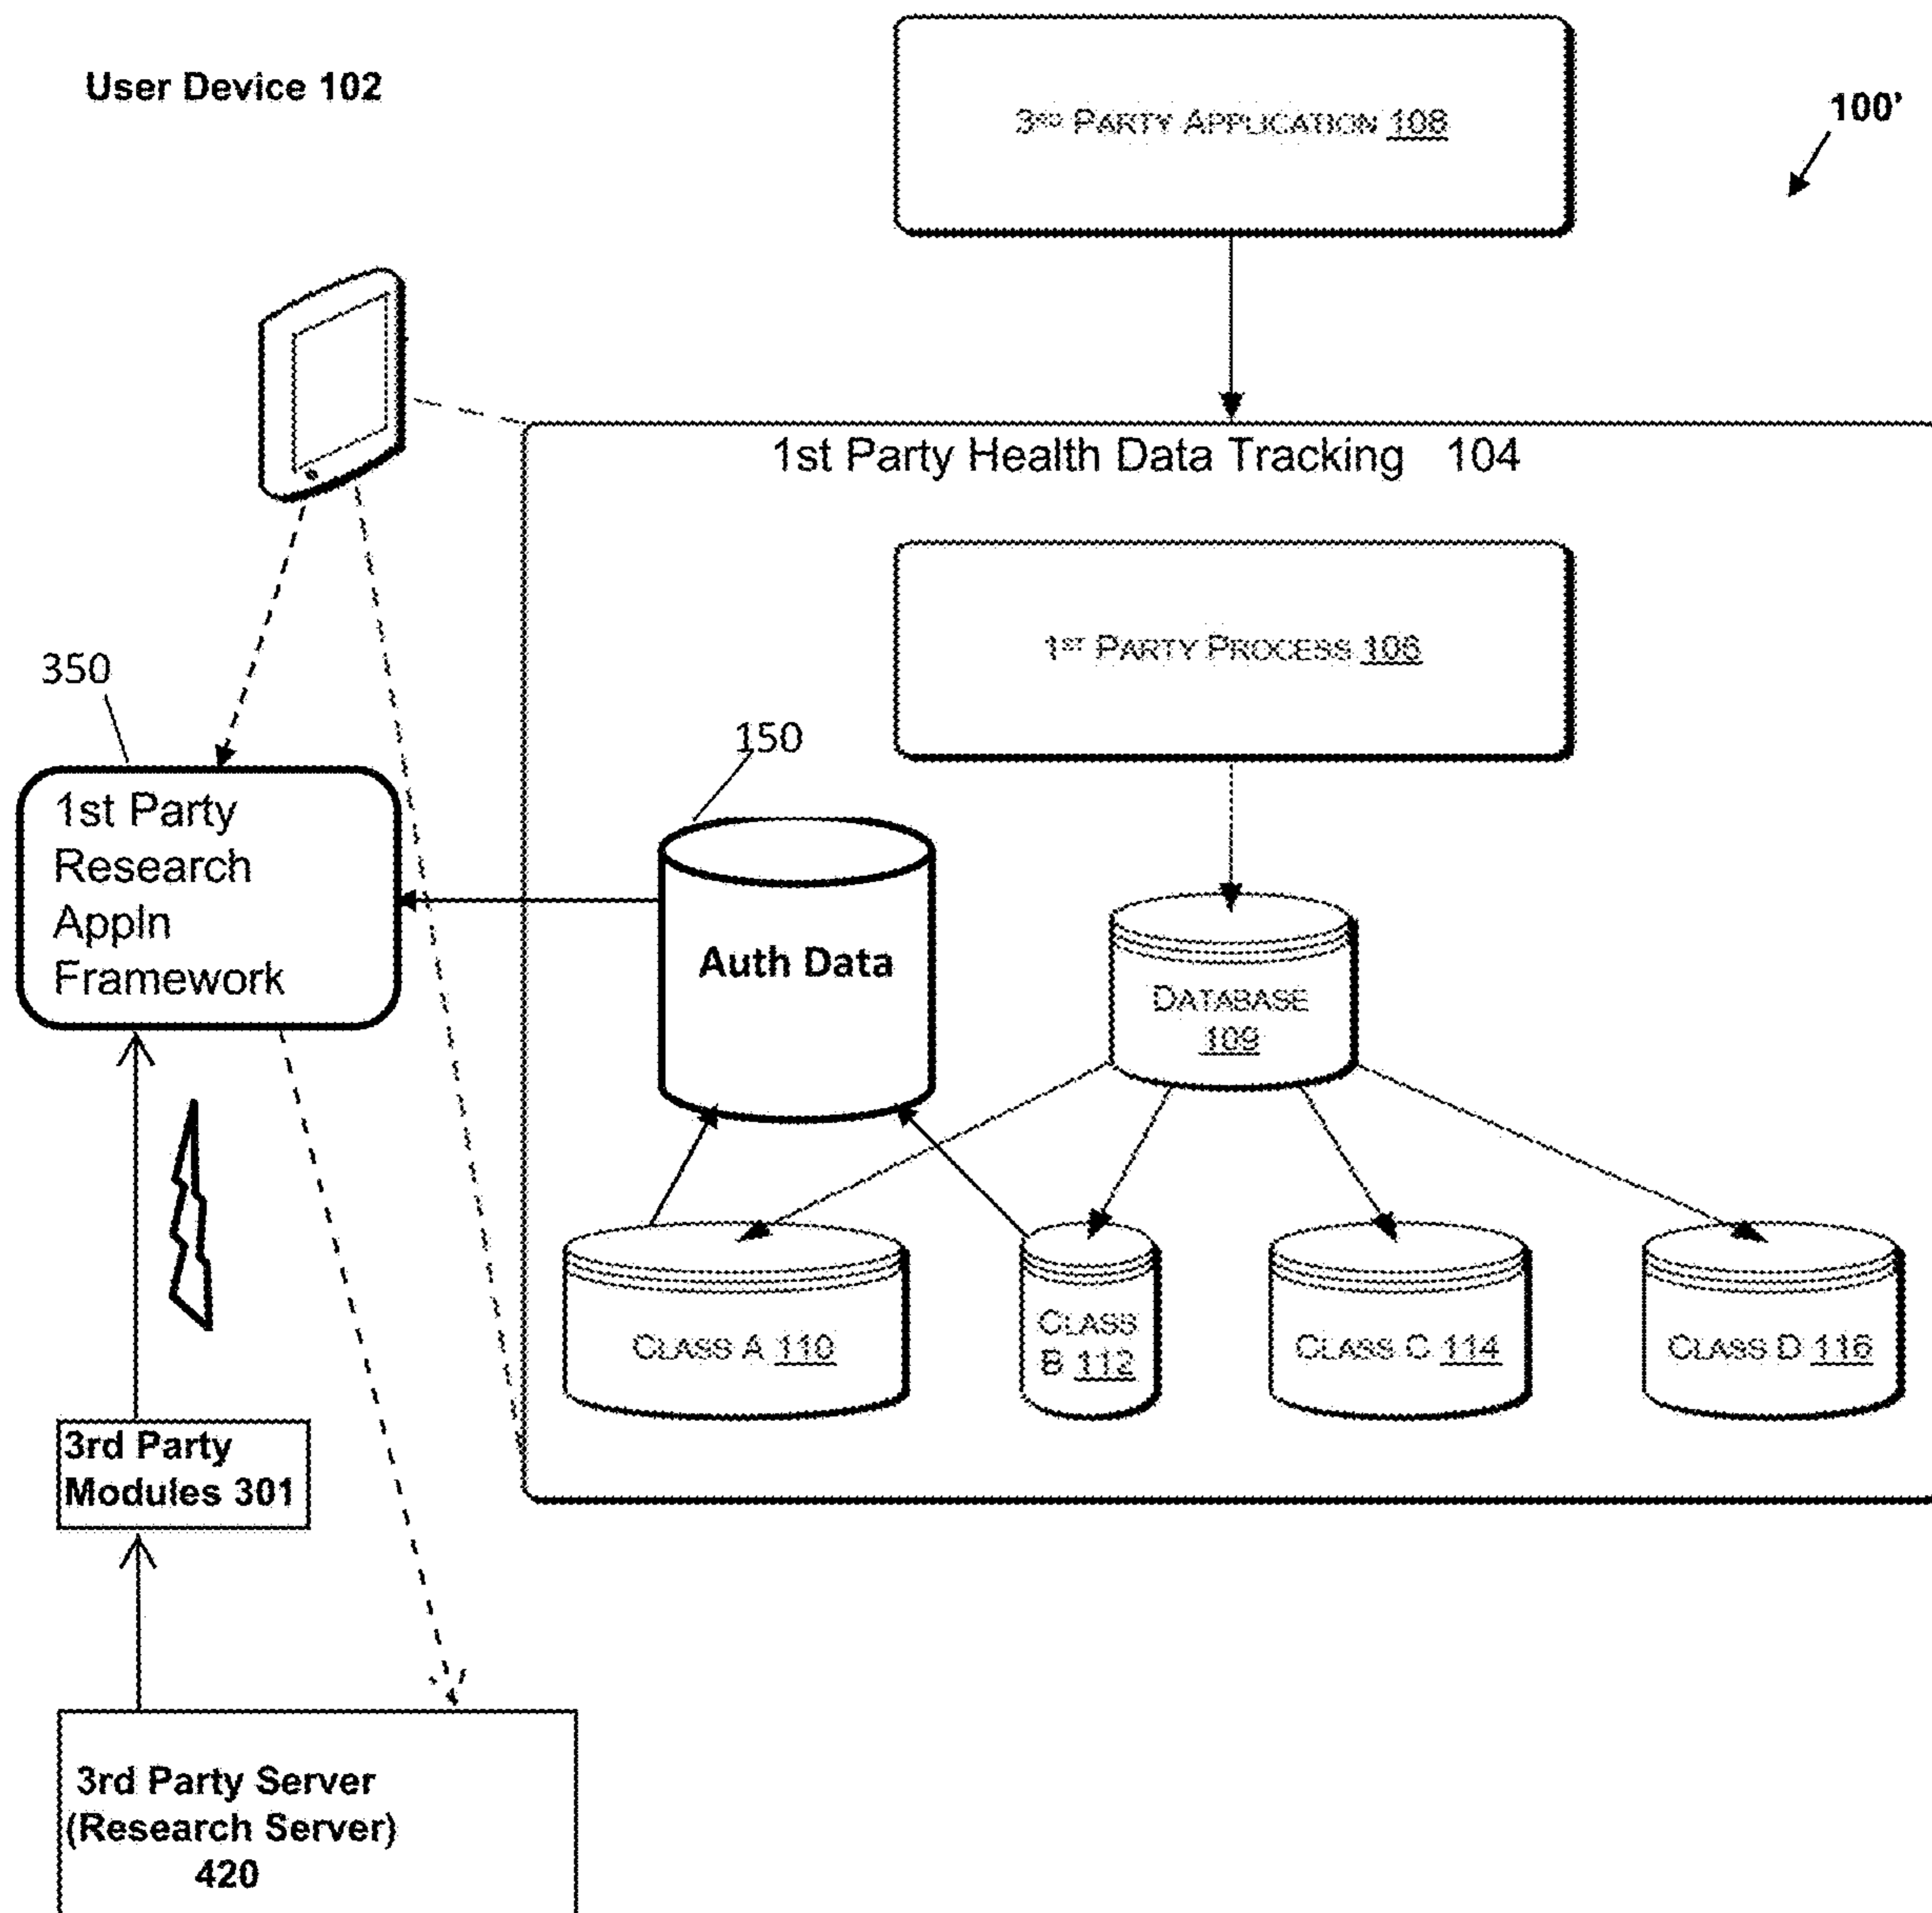 User Device 102
3RD PARTY APPLICATION 108
100'
1st Party Health Data Tracking 104
1ST PARTY PROCESS 106
350
150
1st Party
Research
Appln
Framework
Auth Data
DATABASE
109
CLASS A 110
CLASS
B 112
CLASS C 114
CLASS D 116
3rd Party
Modules 301
3rd Party Server
(Research Server)
420